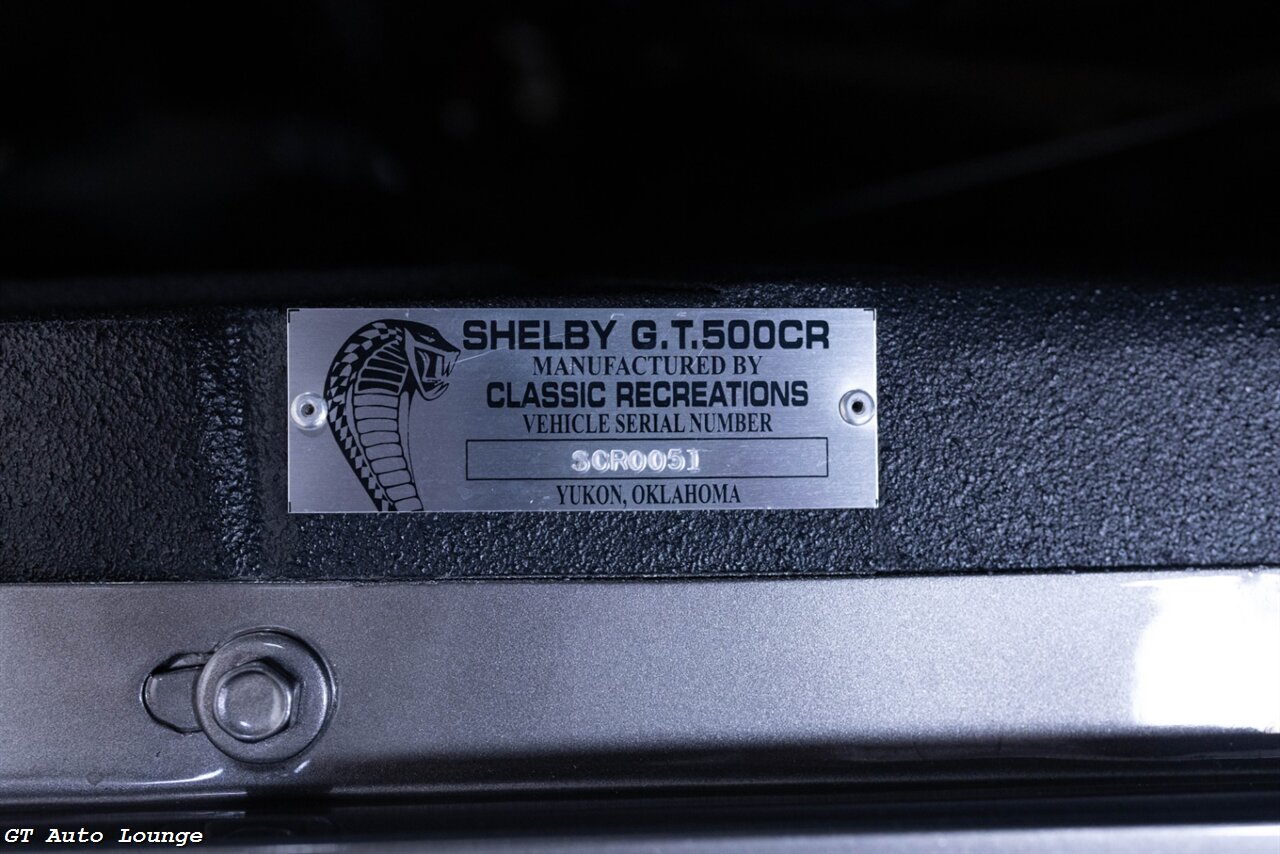 SHELBY G.T.500CR
MANUFACTURED BY
CLASSIC RECREATIONS
VEHICLE SERIAL NUMBER
SCR0051
YUKON, OKLAHOMA
GT Auto Lounge